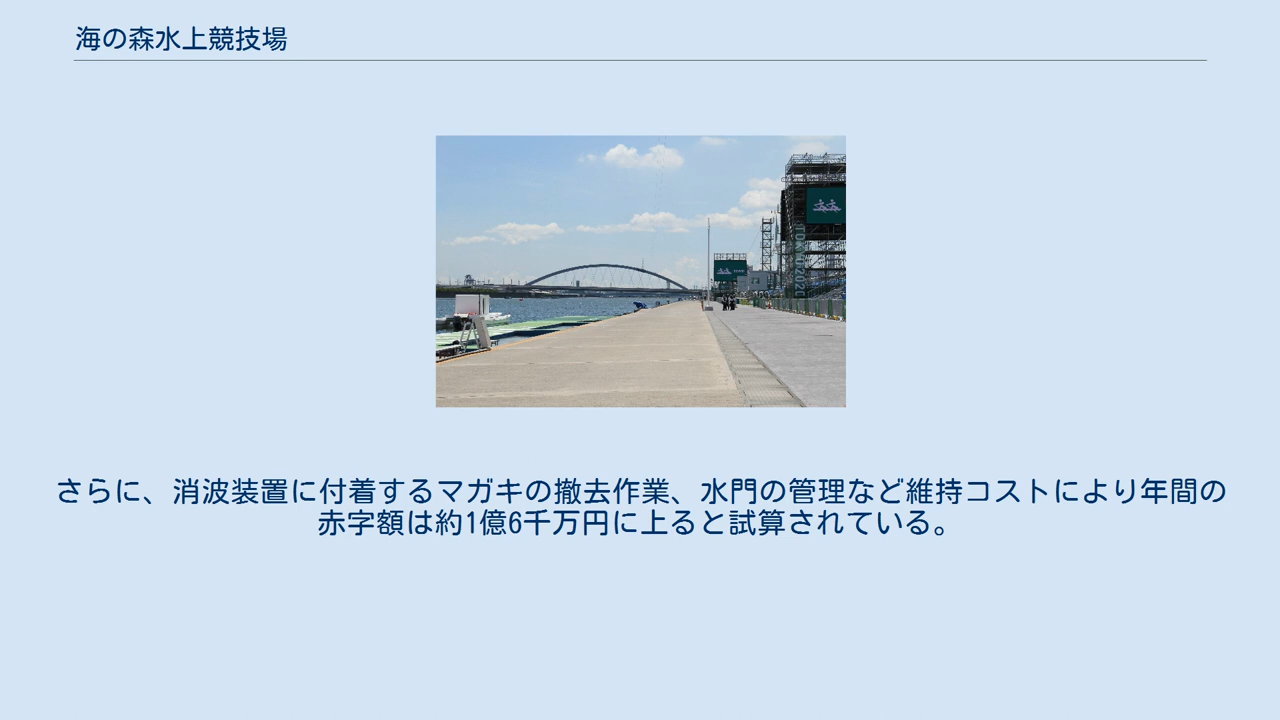 海の森水上競技場
TOKYO2020
さらに、消波装置に付着するマガキの撤去作業、水門の管理など維持コストにより年間の
赤字額は約1億6千万円に上ると試算されている。